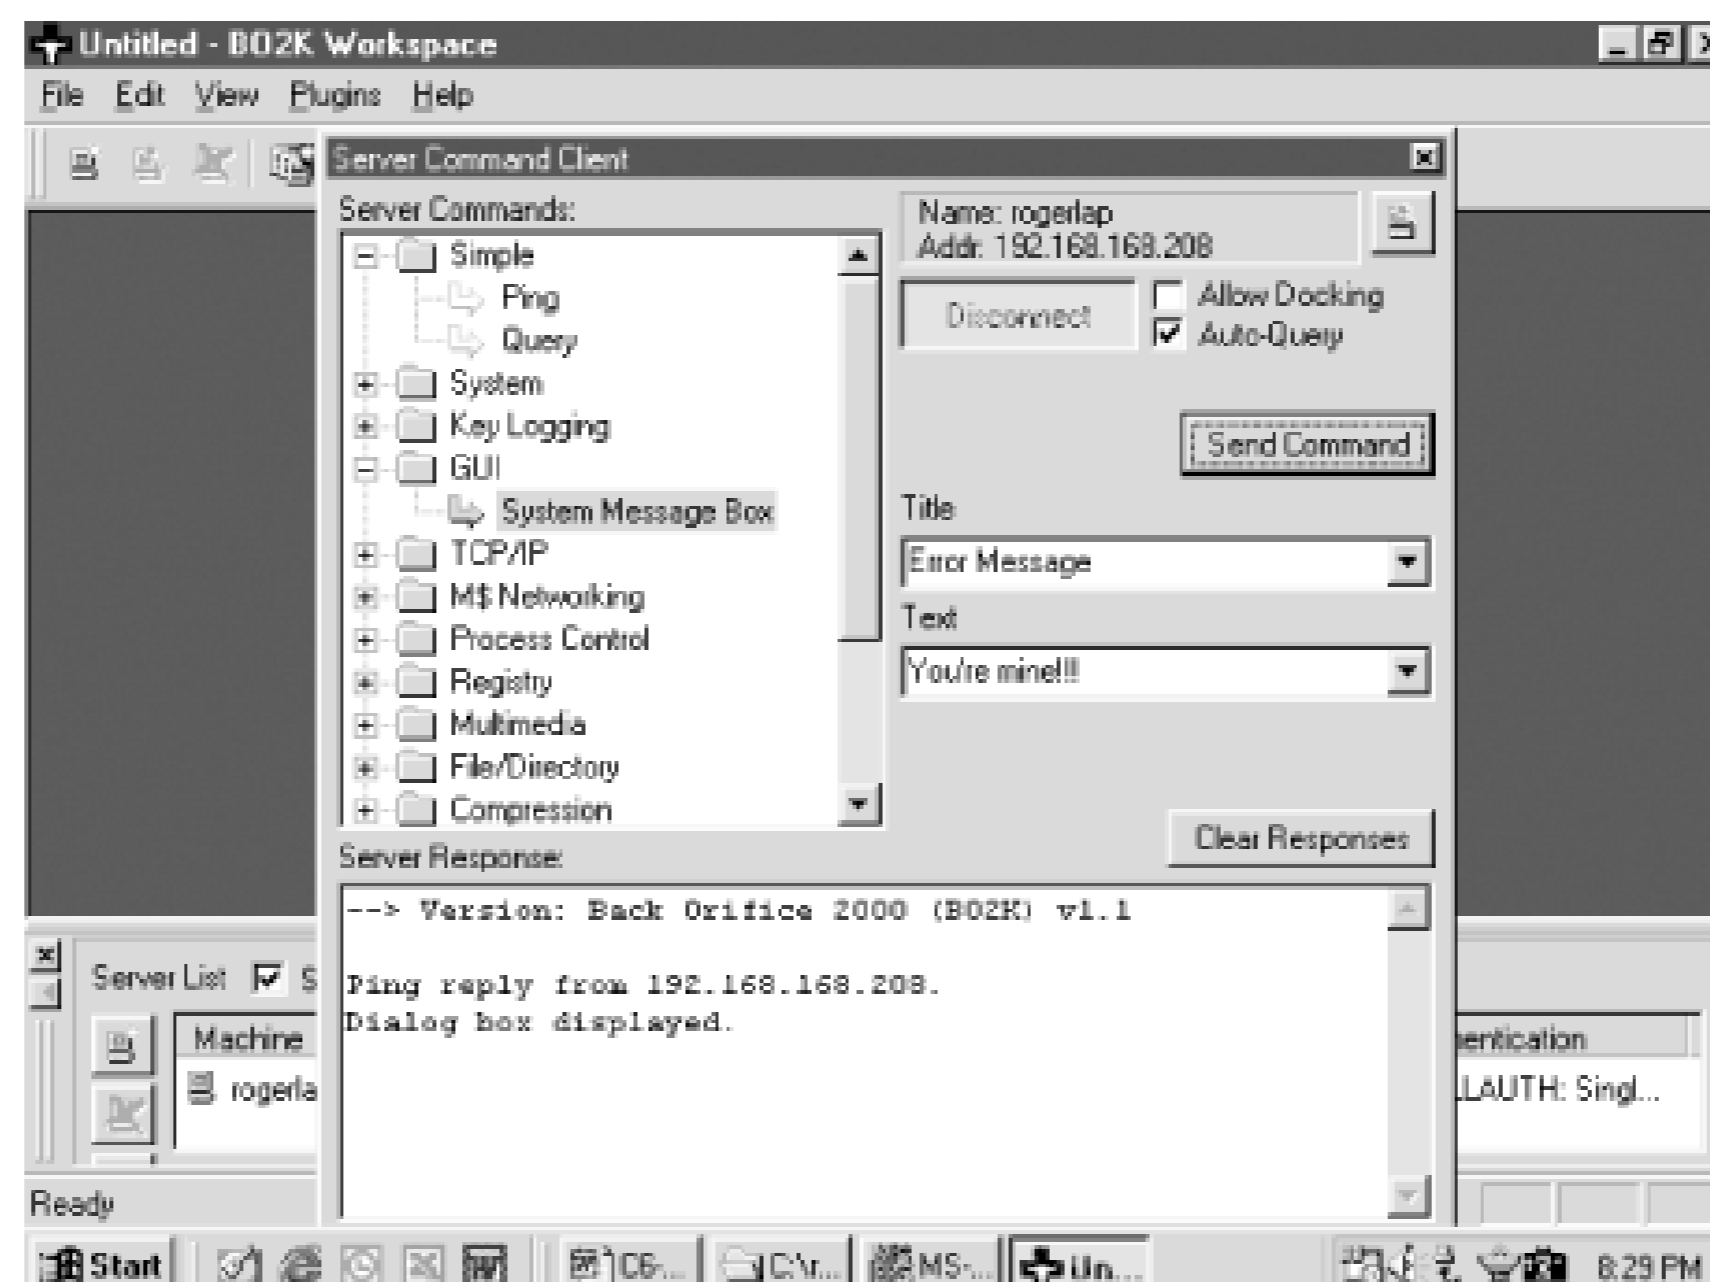 Untitled - BO2K Workspace
File Edit View Plugins Help
Server Command Client
Server Commands:
Simple
Ping
Query
System
Key Logging
GUI
System Message Box
TCP/IP
M$ Networking
Process Control
Registry
Multimedia
File/Directory
Compression
Name: rogerlap
Addr: 192.168.168.208
Disconnect
Allow Docking
Auto-Query
Send Command
Title
Error Message
Text
You're mine!!!
Clear Responses
Server Response:
--> Version: Back Orifice 2000 (BO2K) v1.1
Ping reply from 192.168.168.208.
Dialog box displayed.
Server List S
Machine
rogerla
entication
LAUTH: Singl...
Ready
Start
C6-...
C:\r...
MS-...
Un...
8:29 PM